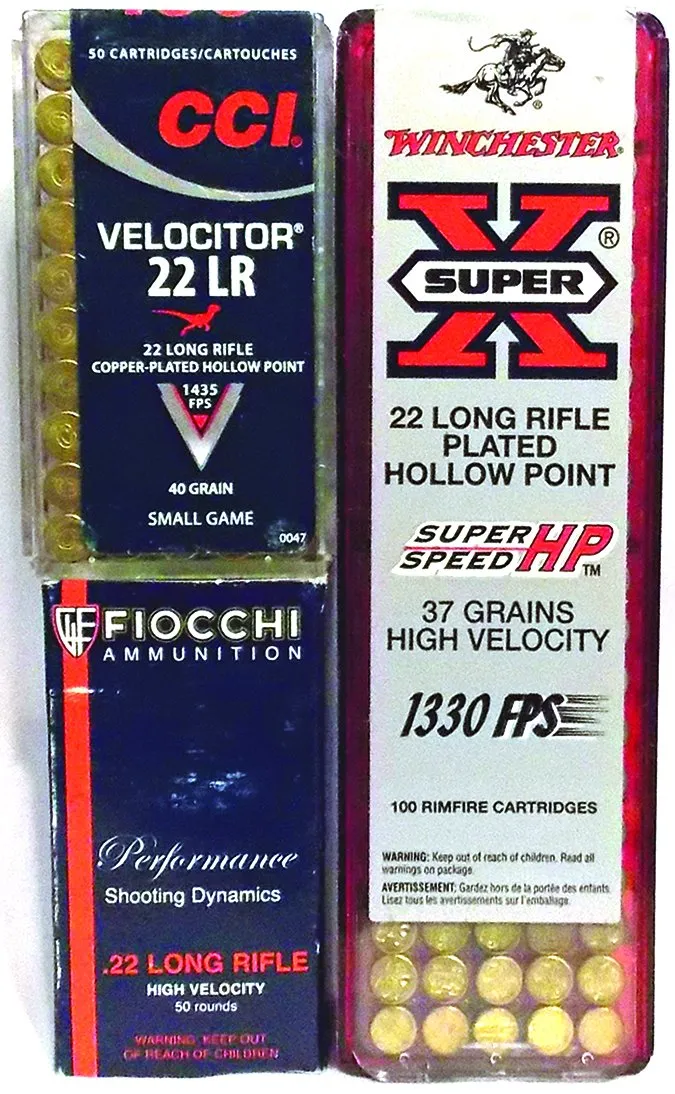 50 CARTRIDGES/CARTOUCHES
CCI.
VELOCITOR®
22 LR
22 LONG RIFLE
COPPER-PLATED HOLLOW POINT
1435
FPS
40 GRAIN
SMALL GAME
0047
FIOCCHI
AMMUNITION
Performance
Shooting Dynamics
.22 LONG RIFLE
HIGH VELOCITY
50 rounds
WARNING: KEEP OUT
OF REACH OF CHILDREN
®
WINCHESTER®
X ®
SUPER
22 LONG RIFLE
PLATED
HOLLOW POINT
SUPER
SPEED HP™
37 GRAINS
HIGH VELOCITY
1330 FPS
100 RIMFIRE CARTRIDGES
WARNING: Keep out of reach of children. Read all
warnings on package.
AVERTISSEMENT: Gardez hors de la portée des enfants.
Lisez tous les avertissements sur l'emballage.